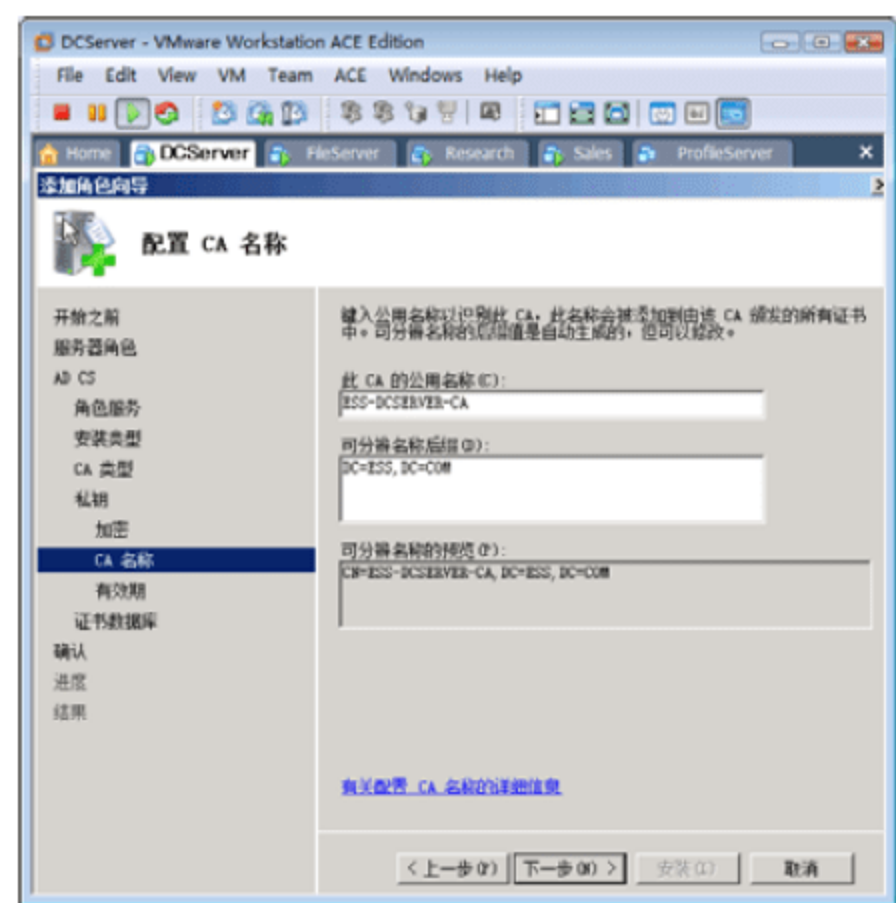 DCServer - VMware Workstation ACE Edition
File Edit View VM Team ACE Windows Help
Home DCServer FileServer Research Sales ProfileServer
添加角色向导
配置 CA 名称
开始之前
服务器角色
AD CS
角色服务
安装类型
CA 类型
私钥
加密
CA 名称
有效期
证书数据库
确认
进度
结果
键入公用名称以识别此 CA，此名称会被添加到由该 CA 颁发的所有证书
中。可分辨名称的后缀值是自动生成的，但可以修改。
此 CA 的公用名称(C):
ESS-DCSERVER-CA
可分辨名称后缀(D):
DC=ESS,DC=COM
可分辨名称的预览(P):
CN=ESS-DCSERVER-CA,DC=ESS,DC=COM
有关配置 CA 名称的详细信息
< 上一步(P) 下一步(N) > 安装(I) 取消